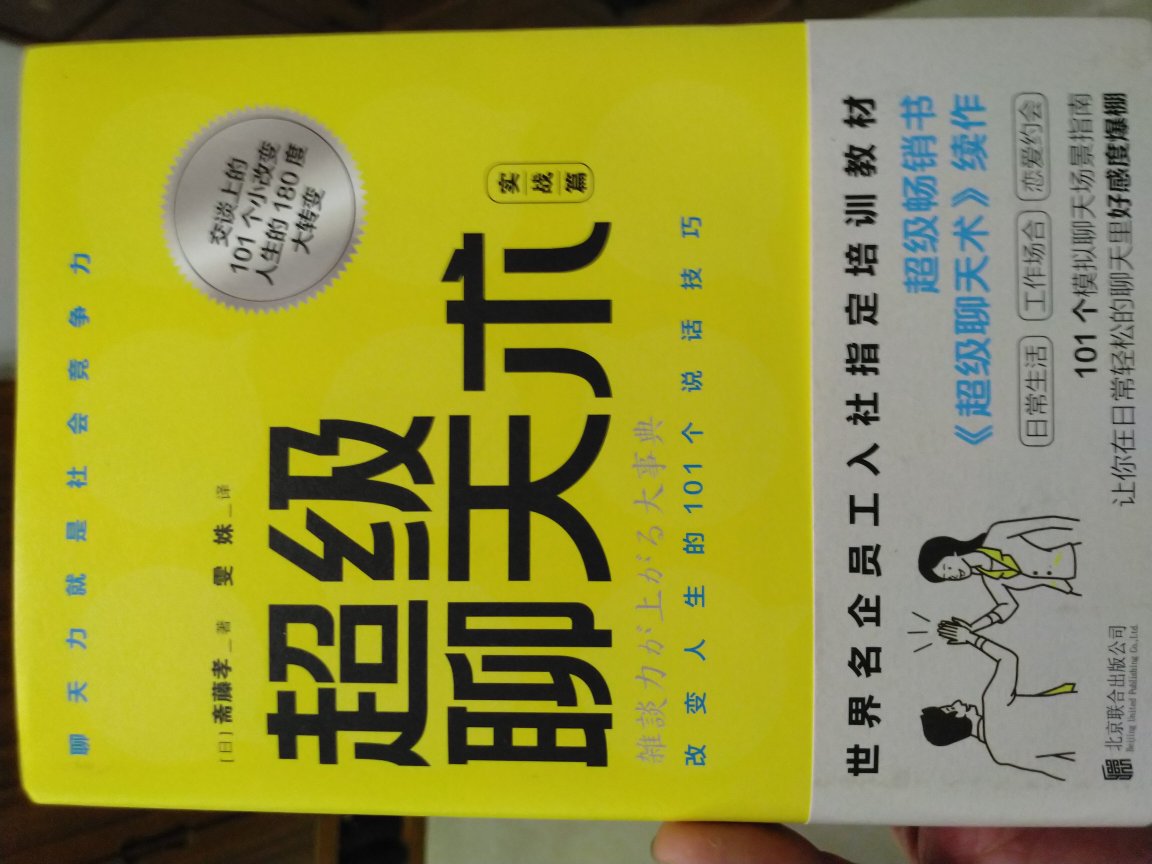 聊天力就是社会竞争力
交谈上的
101个小改变
人生的180度
大转变
[日]斋藤孝_著 雯姝_译
超级
聊天术
实战篇
雑談力が上がる大事典
改变人生的101个说话技巧
世界名企员工入社指定培训教材
超级畅销书
《超级聊天术》续作
日常生活 工作场合 恋爱约会
101个模拟聊天场景指南
让你在日常轻松的聊天里好感度爆棚
北京联合出版公司
Beijing United Publishing Co.,Ltd.